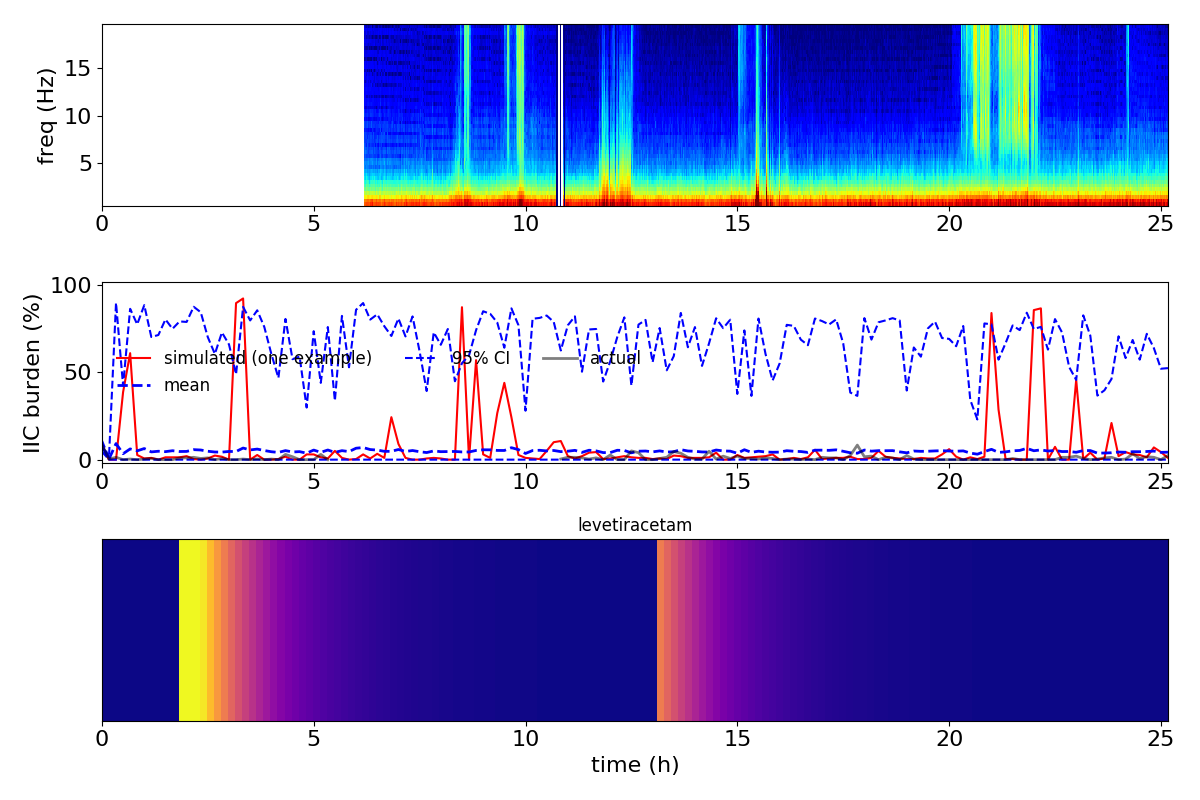 freq (Hz)
15
10
5
0 5 10 15 20 25
IIC burden (%)
100
50
0
simulated (one example) 95% CI actual
mean
0 5 10 15 20 25
levetiracetam
0 5 10 15 20 25
time (h)